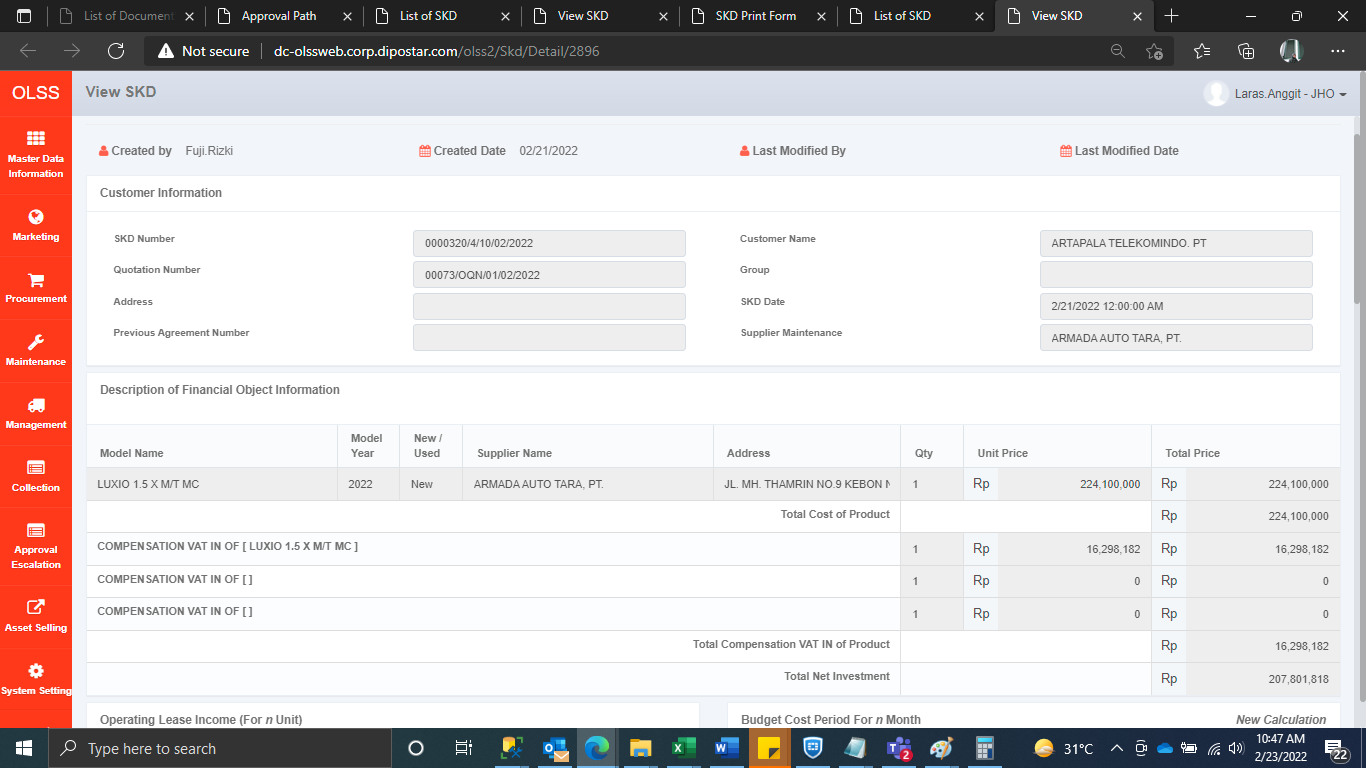 List of Document
Approval Path
List of SKD
View SKD
SKD Print Form
List of SKD
View SKD
Not secure
dc-olssweb.corp.dipostar.com/olss2/Skd/Detail/2896
OLSS
View SKD
Laras.Anggit - JHO
Master Data
Information
Marketing
Procurement
Maintenance
Management
Collection
Approval
Escalation
Asset Selling
System Setting
Created by Fuji.Rizki
Created Date 02/21/2022
Last Modified By
Last Modified Date
Customer Information
SKD Number 0000320/4/10/02/2022
Customer Name ARTAPALA TELEKOMINDO. PT
Quotation Number 00073/OQN/01/02/2022
Group
Address
SKD Date 2/21/2022 12:00:00 AM
Previous Agreement Number
Supplier Maintenance ARMADA AUTO TARA, PT.
Description of Financial Object Information
Model Name Model Year New / Used Supplier Name Address Qty Unit Price Total Price
LUXIO 1.5 X M/T MC 2022 New ARMADA AUTO TARA, PT. JL. MH. THAMRIN NO.9 KEBON 1 Rp 224,100,000 Rp 224,100,000
Total Cost of Product Rp 224,100,000
COMPENSATION VAT IN OF [ LUXIO 1.5 X M/T MC ] 1 Rp 16,298,182 Rp 16,298,182
COMPENSATION VAT IN OF [ ] 1 Rp 0 Rp 0
COMPENSATION VAT IN OF [ ] 1 Rp 0 Rp 0
Total Compensation VAT IN of Product Rp 16,298,182
Total Net Investment Rp 207,801,818
Operating Lease Income (For n Unit)
Budget Cost Period For n Month New Calculation
Type here to search
2
31°C
10:47 AM
2/23/2022
22